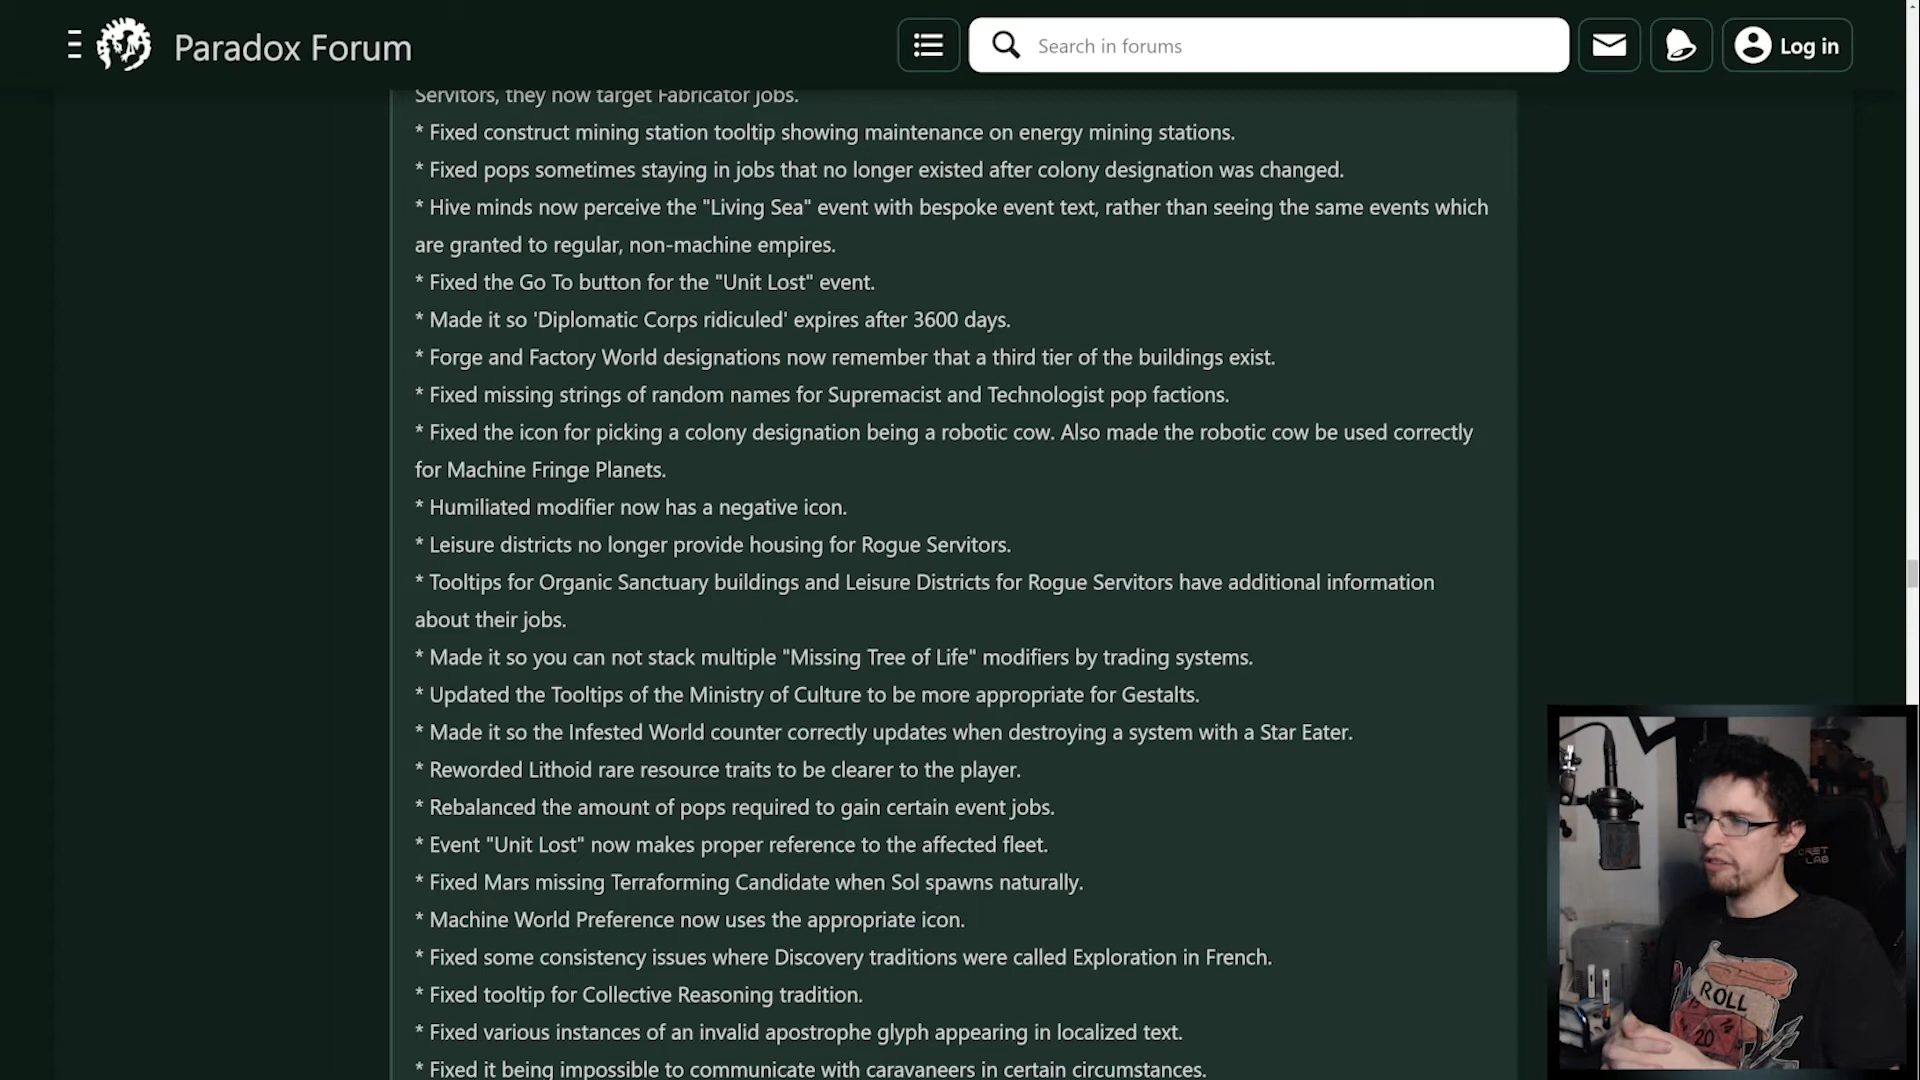 Paradox Forum
Search in forums
Log in
Servitors, they now target Fabricator jobs.
* Fixed construct mining station tooltip showing maintenance on energy mining stations.
* Fixed pops sometimes staying in jobs that no longer existed after colony designation was changed.
* Hive minds now perceive the "Living Sea" event with bespoke event text, rather than seeing the same events which
are granted to regular, non-machine empires.
* Fixed the Go To button for the "Unit Lost" event.
* Made it so 'Diplomatic Corps ridiculed' expires after 3600 days.
* Forge and Factory World designations now remember that a third tier of the buildings exist.
* Fixed missing strings of random names for Supremacist and Technologist pop factions.
* Fixed the icon for picking a colony designation being a robotic cow. Also made the robotic cow be used correctly
for Machine Fringe Planets.
* Humiliated modifier now has a negative icon.
* Leisure districts no longer provide housing for Rogue Servitors.
* Tooltips for Organic Sanctuary buildings and Leisure Districts for Rogue Servitors have additional information
about their jobs.
* Made it so you can not stack multiple "Missing Tree of Life" modifiers by trading systems.
* Updated the Tooltips of the Ministry of Culture to be more appropriate for Gestalts.
* Made it so the Infested World counter correctly updates when destroying a system with a Star Eater.
* Reworded Lithoid rare resource traits to be clearer to the player.
* Rebalanced the amount of pops required to gain certain event jobs.
* Event "Unit Lost" now makes proper reference to the affected fleet.
* Fixed Mars missing Terraforming Candidate when Sol spawns naturally.
* Machine World Preference now uses the appropriate icon.
* Fixed some consistency issues where Discovery traditions were called Exploration in French.
* Fixed tooltip for Collective Reasoning tradition.
* Fixed various instances of an invalid apostrophe glyph appearing in localized text.
* Fixed it being impossible to communicate with caravaneers in certain circumstances.
LAB
ROLL
20